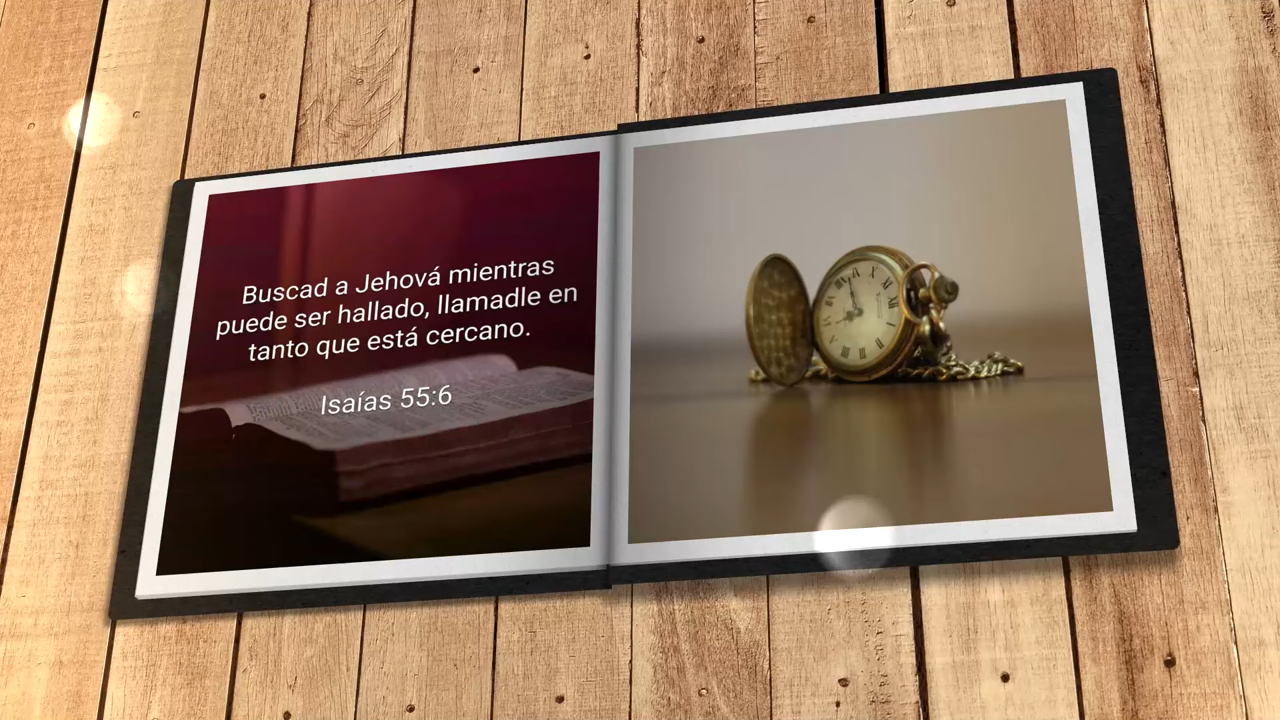 Buscad a Jehová mientras
puede ser hallado, llamadle en
tanto que está cercano.
Isaías 55:6